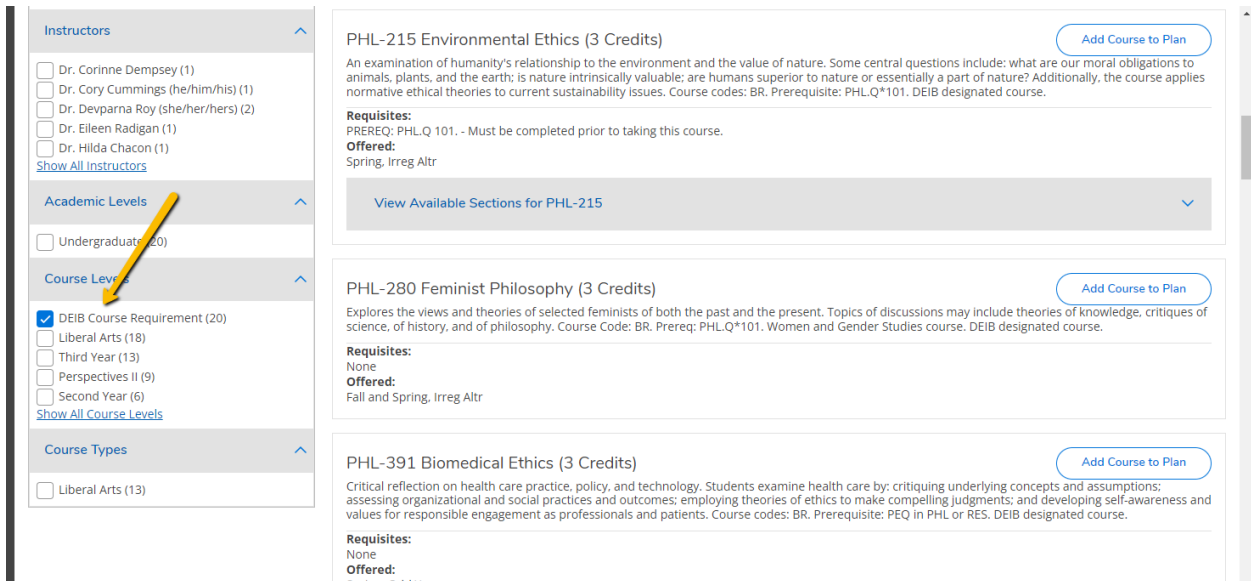 Instructors
Dr. Corinne Dempsey (1)
Dr. Cory Cummings (he/him/his) (1)
Dr. Devparna Roy (she/her/hers) (2)
Dr. Eileen Radigan (1)
Dr. Hilda Chacon (1)
Show All Instructors
Academic Levels
Undergraduate (20)
Course Levels
DEIB Course Requirement (20)
Liberal Arts (18)
Third Year (13)
Perspectives II (9)
Second Year (6)
Show All Course Levels
Course Types
Liberal Arts (13)
PHL-215 Environmental Ethics (3 Credits)
Add Course to Plan
An examination of humanity's relationship to the environment and the value of nature. Some central questions include: what are our moral obligations to
animals, plants, and the earth; is nature intrinsically valuable; are humans superior to nature or essentially a part of nature? Additionally, the course applies
normative ethical theories to current sustainability issues. Course codes: BR. Prerequisite: PHL.Q*101. DEIB designated course.
Requisites:
PREREQ: PHL.Q 101. - Must be completed prior to taking this course.
Offered:
Spring, Irreg Altr
View Available Sections for PHL-215
PHL-280 Feminist Philosophy (3 Credits)
Add Course to Plan
Explores the views and theories of selected feminists of both the past and the present. Topics of discussions may include theories of knowledge, critiques of
science, of history, and of philosophy. Course Code: BR. Prereq: PHL.Q*101. Women and Gender Studies course. DEIB designated course.
Requisites:
None
Offered:
Fall and Spring, Irreg Altr
PHL-391 Biomedical Ethics (3 Credits)
Add Course to Plan
Critical reflection on health care practice, policy, and technology. Students examine health care by: critiquing underlying concepts and assumptions;
assessing organizational and social practices and outcomes; employing theories of ethics to make compelling judgments; and developing self-awareness and
values for responsible engagement as professionals and patients. Course codes: BR. Prerequisite: PEQ in PHL or RES. DEIB designated course.
Requisites:
None
Offered: